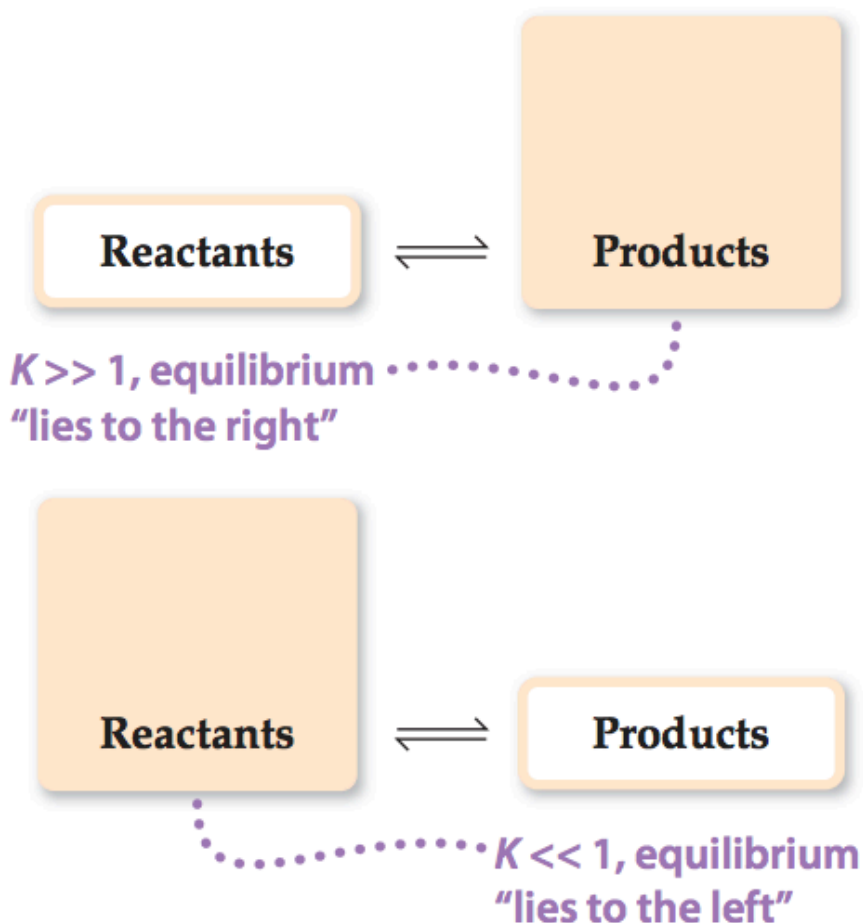 Reactants ⇌ Products
K >> 1, equilibrium
“lies to the right”
Reactants ⇌ Products
K << 1, equilibrium
“lies to the left”